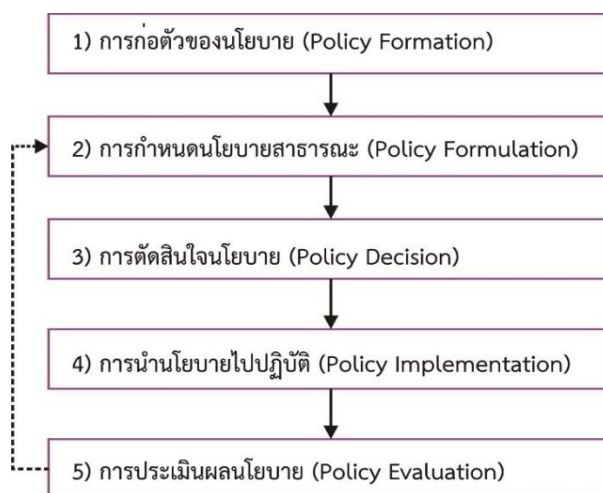 1) การก่อตัวของนโยบาย (Policy Formation)
2) การกำหนดนโยบายสาธารณะ (Policy Formulation)
3) การตัดสินใจนโยบาย (Policy Decision)
4) การนำนโยบายไปปฏิบัติ (Policy Implementation)
5) การประเมินผลนโยบาย (Policy Evaluation)